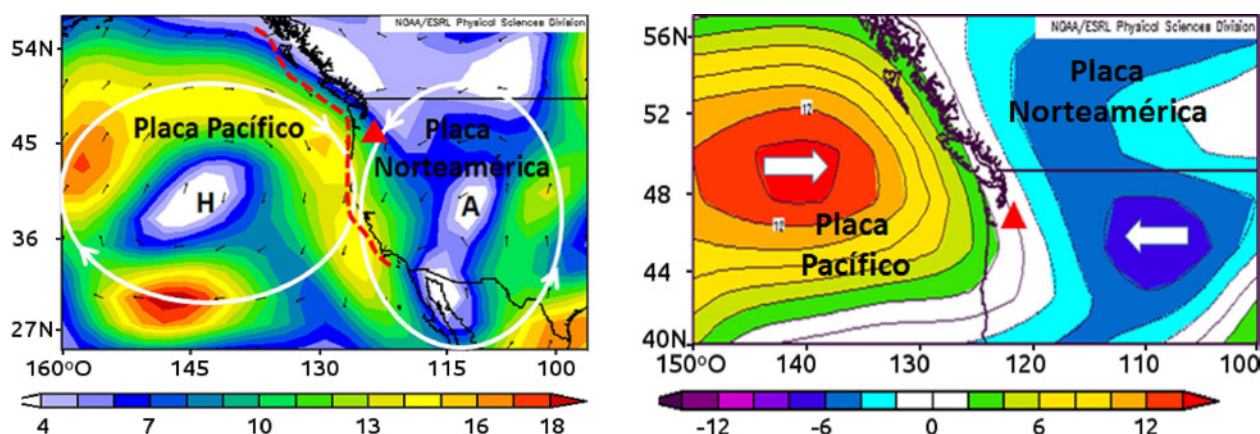 NOAA/ESRL Physical Sciences Division
54N
45
36
27N
Placa Pacífico
Placa
Norteamérica
H
A
160ºO
145
130
115
100
4
7
10
13
16
18
NOAA/ESRL Physical Sciences Division
56N
52
48
44
40N
Placa
Norteamérica
12
12
Placa
Pacífico
150ºO
140
130
120
110
100
-12
-6
0
6
12